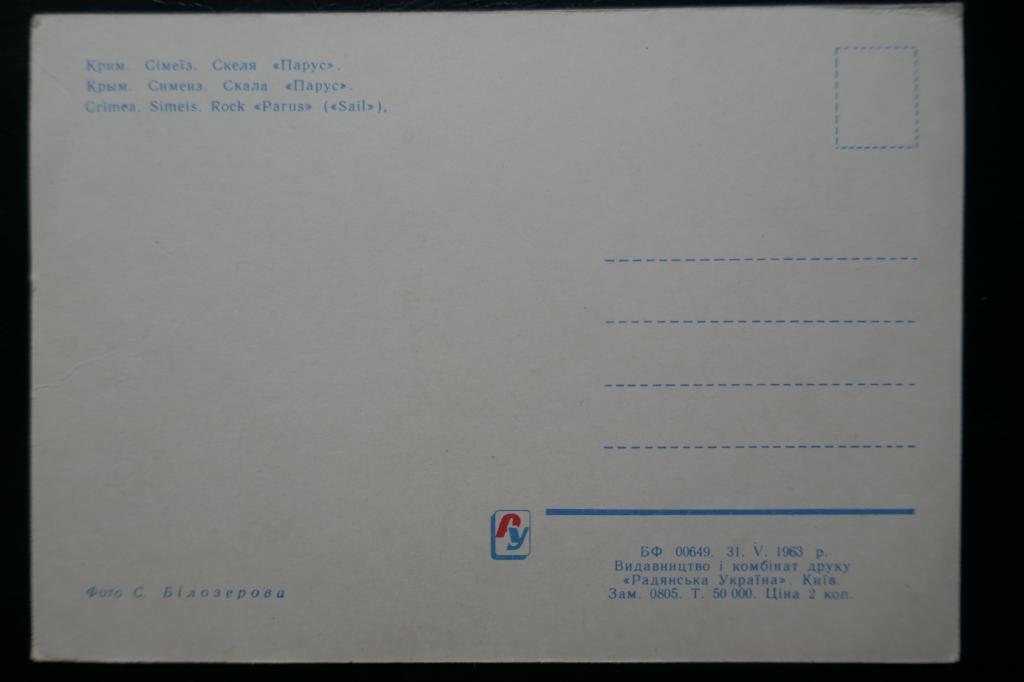 Крим. Сімеїз. Скеля «Парус».
Крым. Симеиз. Скала «Парус».
Crimea. Simeis. Rock «Parus» («Sail»).
РУ
БФ 00649. 31. V. 1963 р.
Видавництво і комбінат друку
«Радянська Україна». Київ.
Зам. 0805. Т. 50 000. Ціна 2 коп.
Фото С. Білозерова